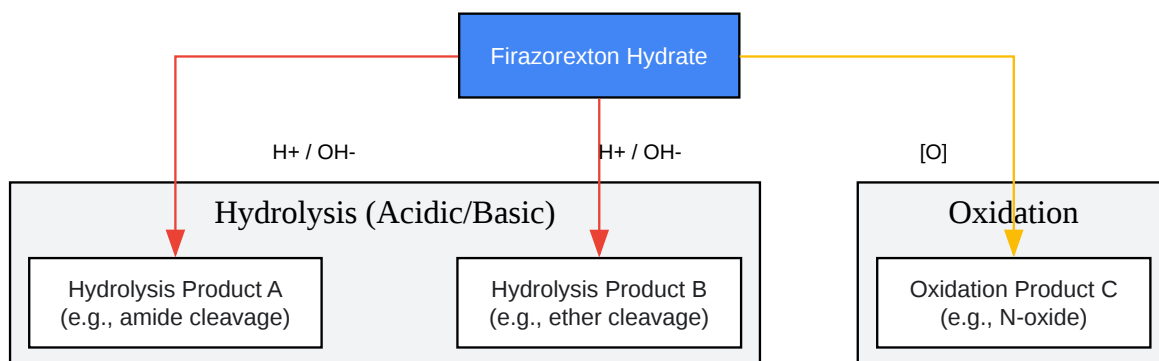 Firazorexton Hydrate
H+ / OH-
H+ / OH-
[O]
Hydrolysis (Acidic/Basic)
Oxidation
Hydrolysis Product A
(e.g., amide cleavage)
Hydrolysis Product B
(e.g., ether cleavage)
Oxidation Product C
(e.g., N-oxide)